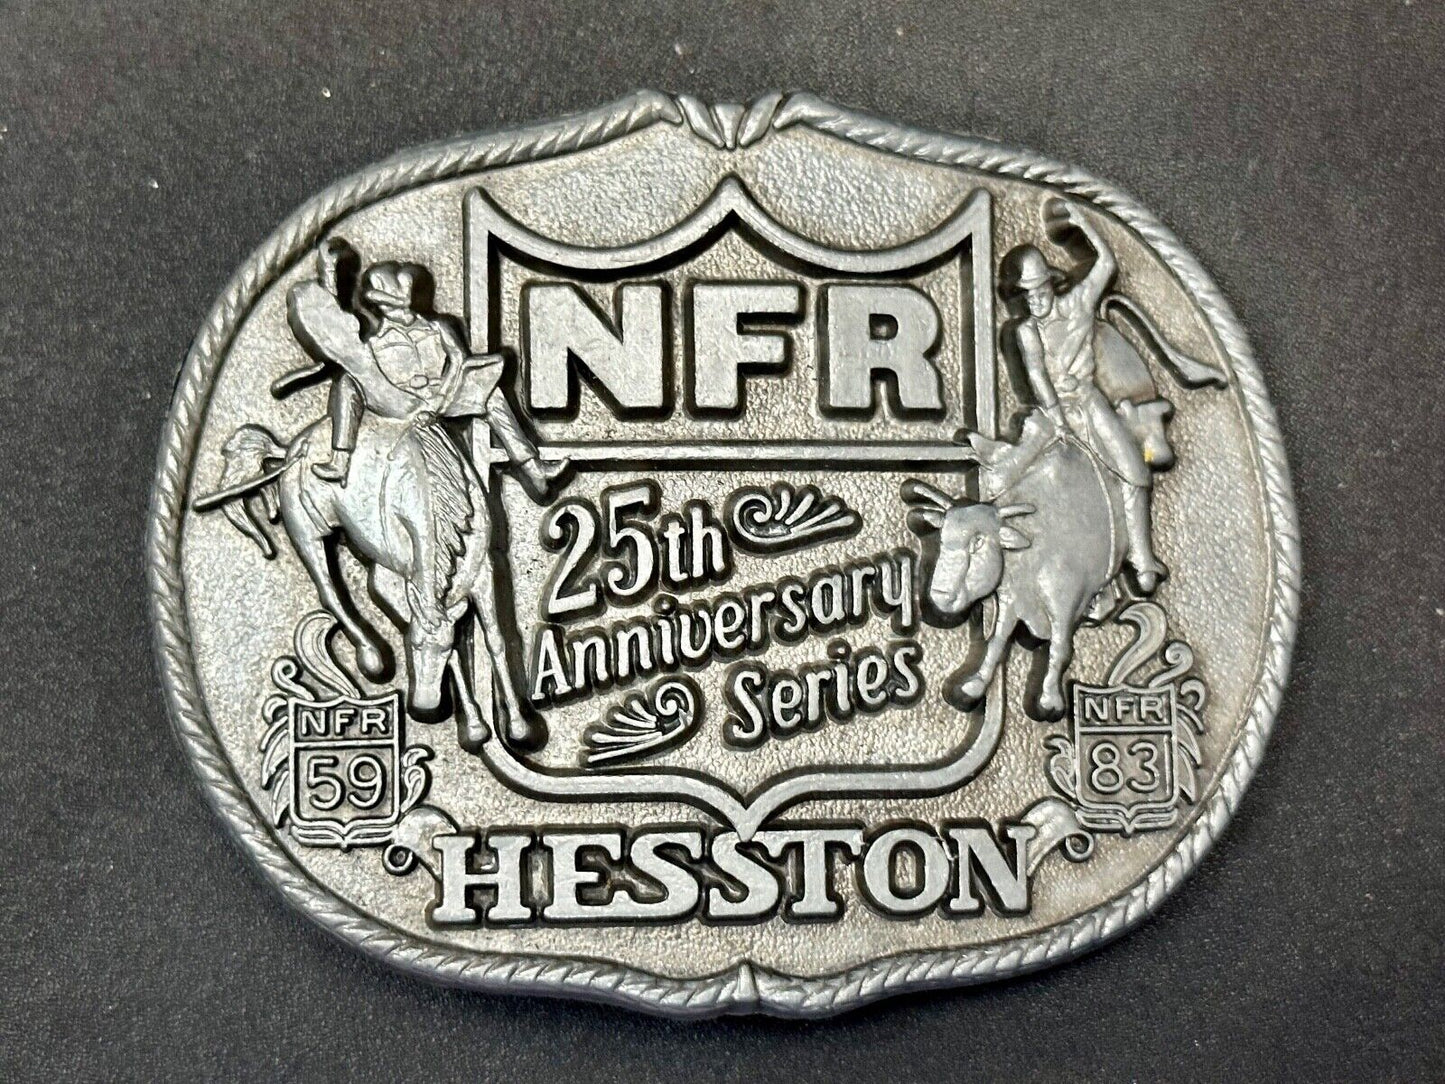 NFR
25th
Anniversary
Series
NFR
59
NFR
83
HESSTON